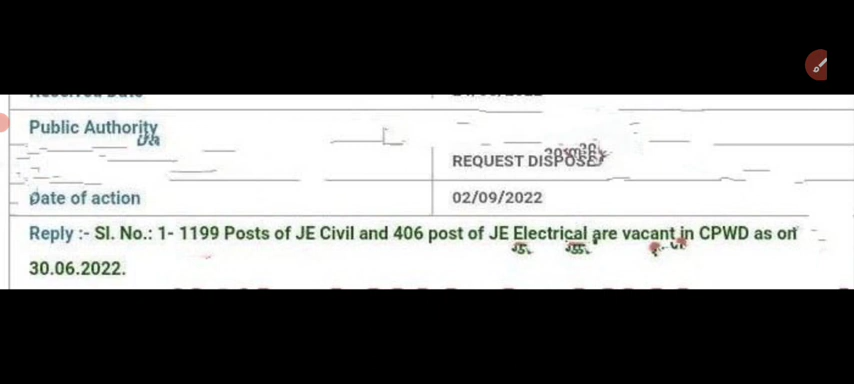 Public Authority
REQUEST DISPOSED
Date of action
02/09/2022
Reply :- Sl. No.: 1- 1199 Posts of JE Civil and 406 post of JE Electrical are vacant in CPWD as on
30.06.2022.